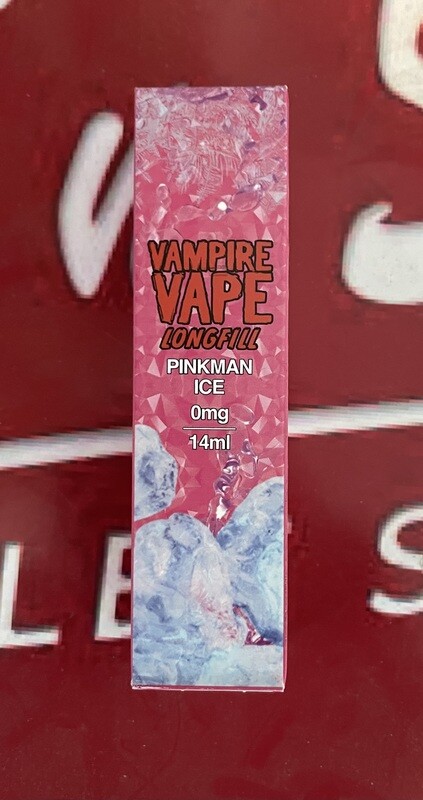 VAMPIRE
VAPE
LONGFILL
PINKMAN
ICE
0mg
14ml